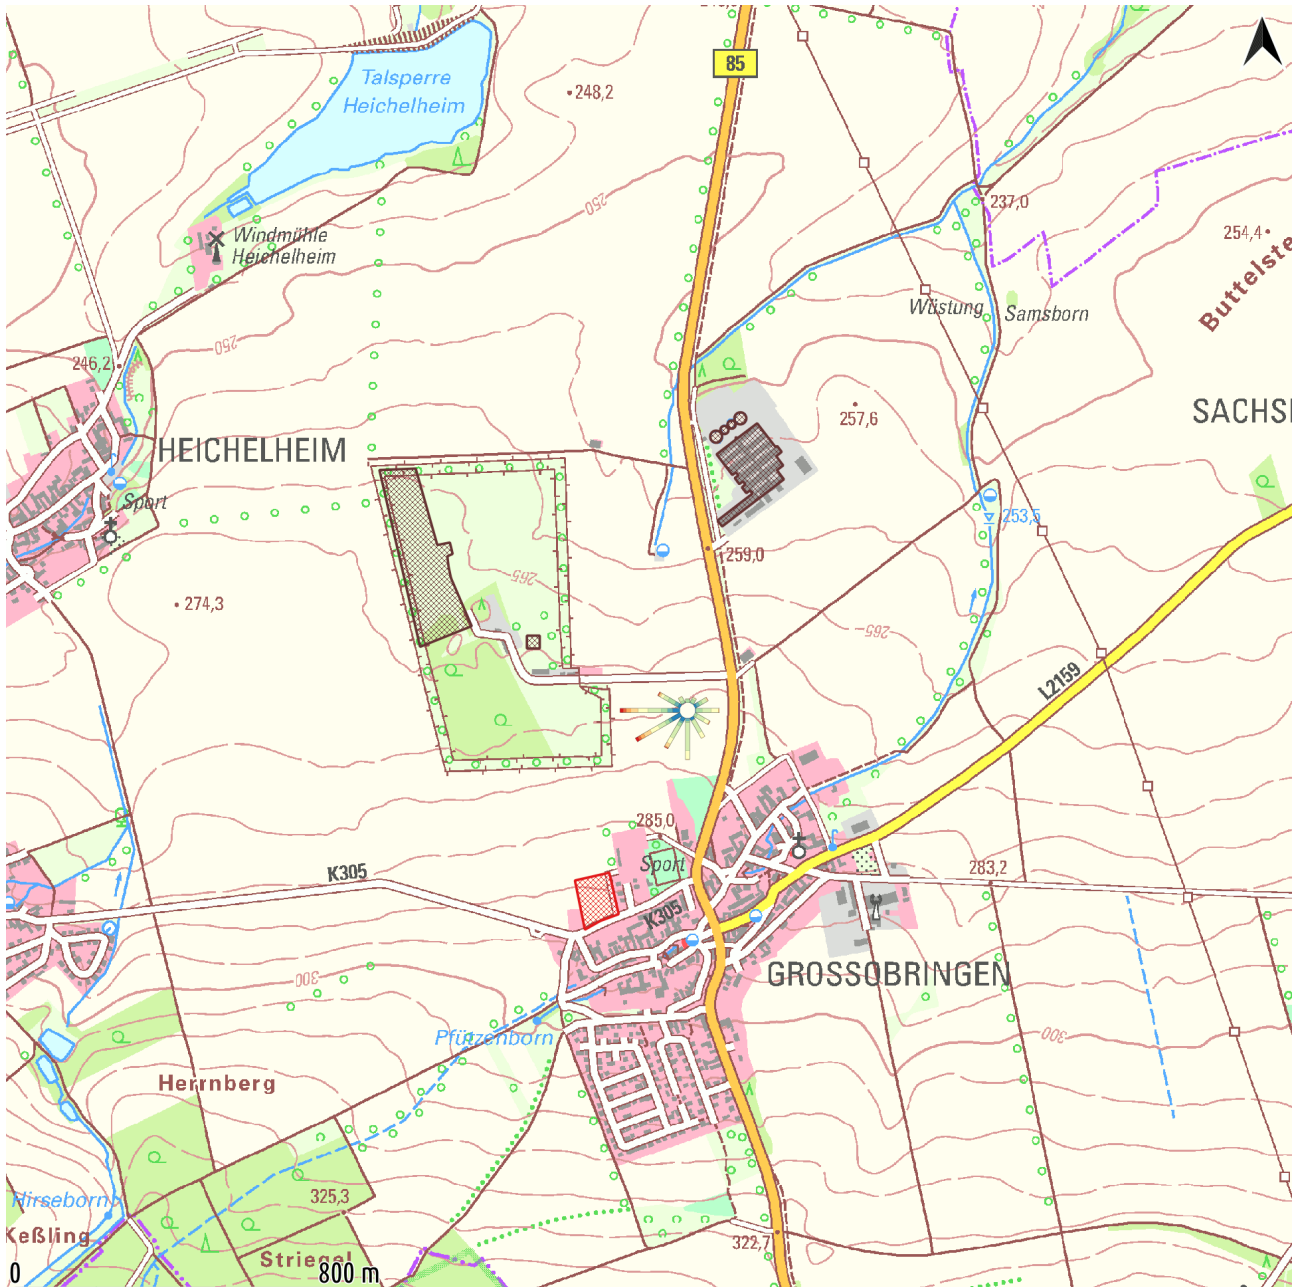 85
Talsperre
Heichelheim
248,2
250
237,0
254,4
Buttelste
Windmühle
Heichelheim
Wüstung
Samsborn
250
246,2
257,6
SACHS
HEICHELHEIM
Sport
253,5
259,0
265
274,3
265
L2159
285,0
Sport
K305
283,2
K305
GROSSOBRINGEN
300
300
Pfützenborn
Herrnberg
Hirseborn
325,3
Keßling
Striegel
322,7
0
800 m